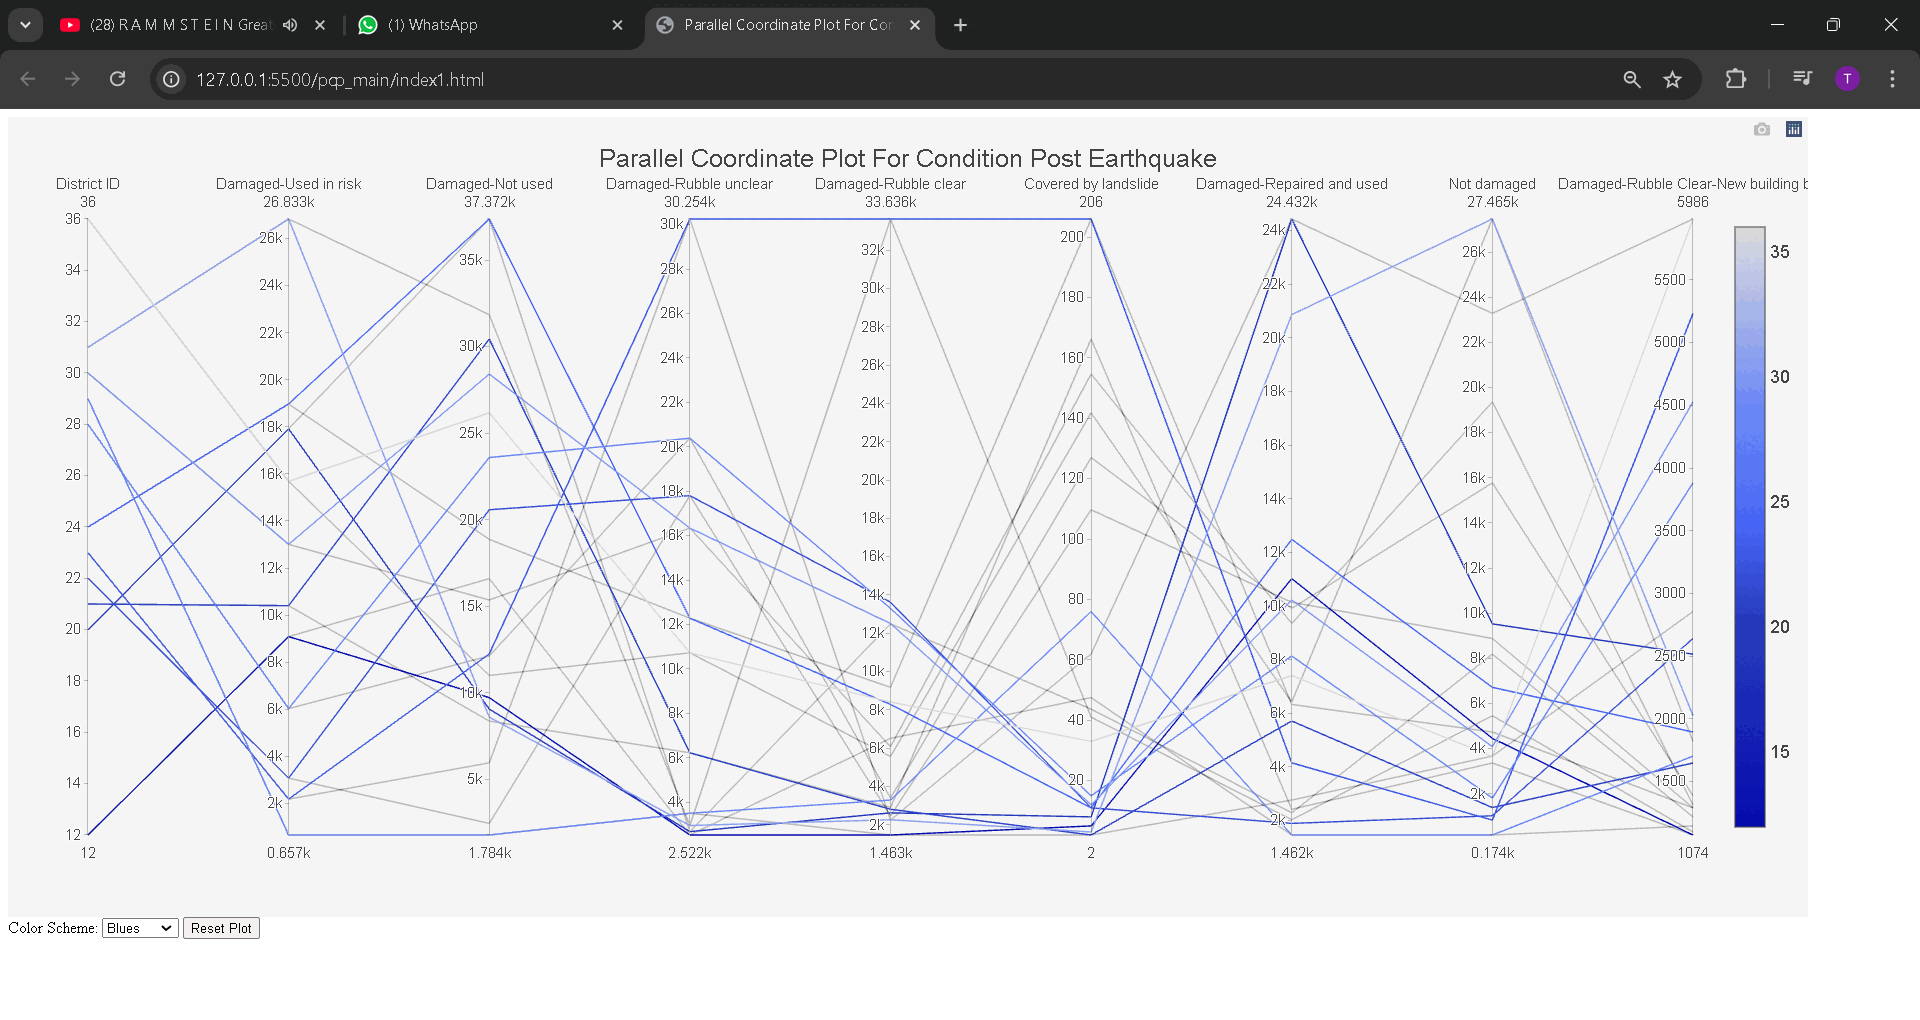 (28) R A M M S T E I N Great
(1) WhatsApp
Parallel Coordinate Plot For Con
127.0.0.1:5500/pqp_main/index1.html
T
Parallel Coordinate Plot For Condition Post Earthquake
District ID
Damaged-Used in risk
Damaged-Not used
Damaged-Rubble unclear
Damaged-Rubble clear
Covered by landslide
Damaged-Repaired and used
Not damaged
Damaged-Rubble Clear-New building b
36
26.833k
37.372k
30.254k
33.636k
206
24.432k
27.465k
5986
36
34
32
30
28
26
24
22
20
18
16
14
12
26k
24k
22k
20k
18k
16k
14k
12k
10k
8k
6k
4k
2k
35k
30k
25k
20k
15k
10k
5k
30k
28k
26k
24k
22k
20k
18k
16k
14k
12k
10k
8k
6k
4k
32k
30k
28k
26k
24k
22k
20k
18k
16k
14k
12k
10k
8k
6k
4k
2k
200
180
160
140
120
100
80
60
40
20
24k
22k
20k
18k
16k
14k
12k
10k
8k
6k
4k
2k
26k
24k
22k
20k
18k
16k
14k
12k
10k
8k
6k
4k
2k
5500
5000
4500
4000
3500
3000
2500
2000
1500
35
30
25
20
15
12
0.657k
1.784k
2.522k
1.463k
2
1.462k
0.174k
1074
Color Scheme: Blues Reset Plot